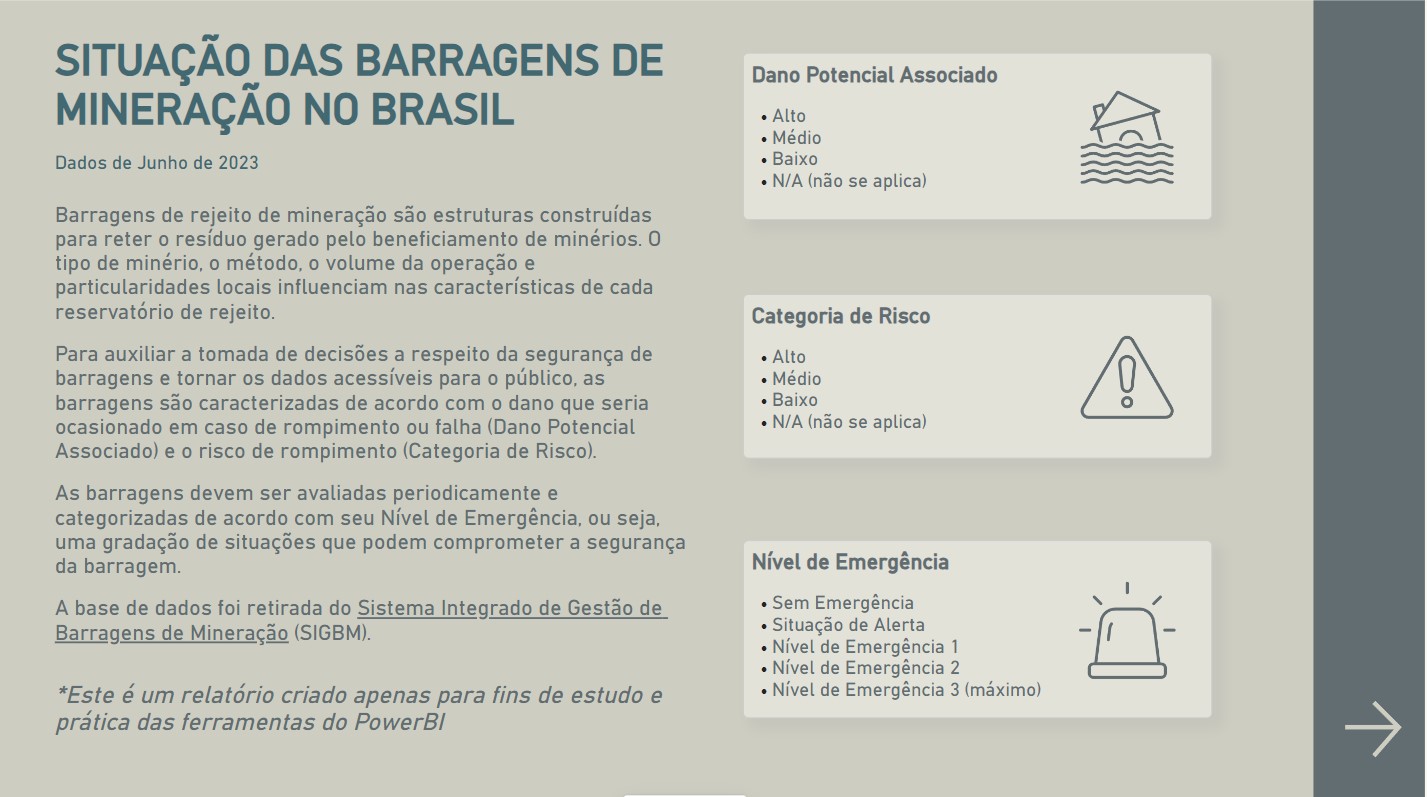 SITUAÇÃO DAS BARRAGENS DE
MINERAÇÃO NO BRASIL
Dados de Junho de 2023
Barragens de rejeito de mineração são estruturas construídas
para reter o resíduo gerado pelo beneficiamento de minérios. O
tipo de minério, o método, o volume da operação e
particularidades locais influenciam nas características de cada
reservatório de rejeito.
Para auxiliar a tomada de decisões a respeito da segurança de
barragens e tornar os dados acessíveis para o público, as
barragens são caracterizadas de acordo com o dano que seria
ocasionado em caso de rompimento ou falha (Dano Potencial
Associado) e o risco de rompimento (Categoria de Risco).
As barragens devem ser avaliadas periodicamente e
categorizadas de acordo com seu Nível de Emergência, ou seja,
uma gradação de situações que podem comprometer a segurança
da barragem.
A base de dados foi retirada do Sistema Integrado de Gestão de
Barragens de Mineração (SIGBM).
*Este é um relatório criado apenas para fins de estudo e
prática das ferramentas do PowerBI
Dano Potencial Associado
• Alto
• Médio
• Baixo
• N/A (não se aplica)
Categoria de Risco
• Alto
• Médio
• Baixo
• N/A (não se aplica)
Nível de Emergência
• Sem Emergência
• Situação de Alerta
• Nível de Emergência 1
• Nível de Emergência 2
• Nível de Emergência 3 (máximo)